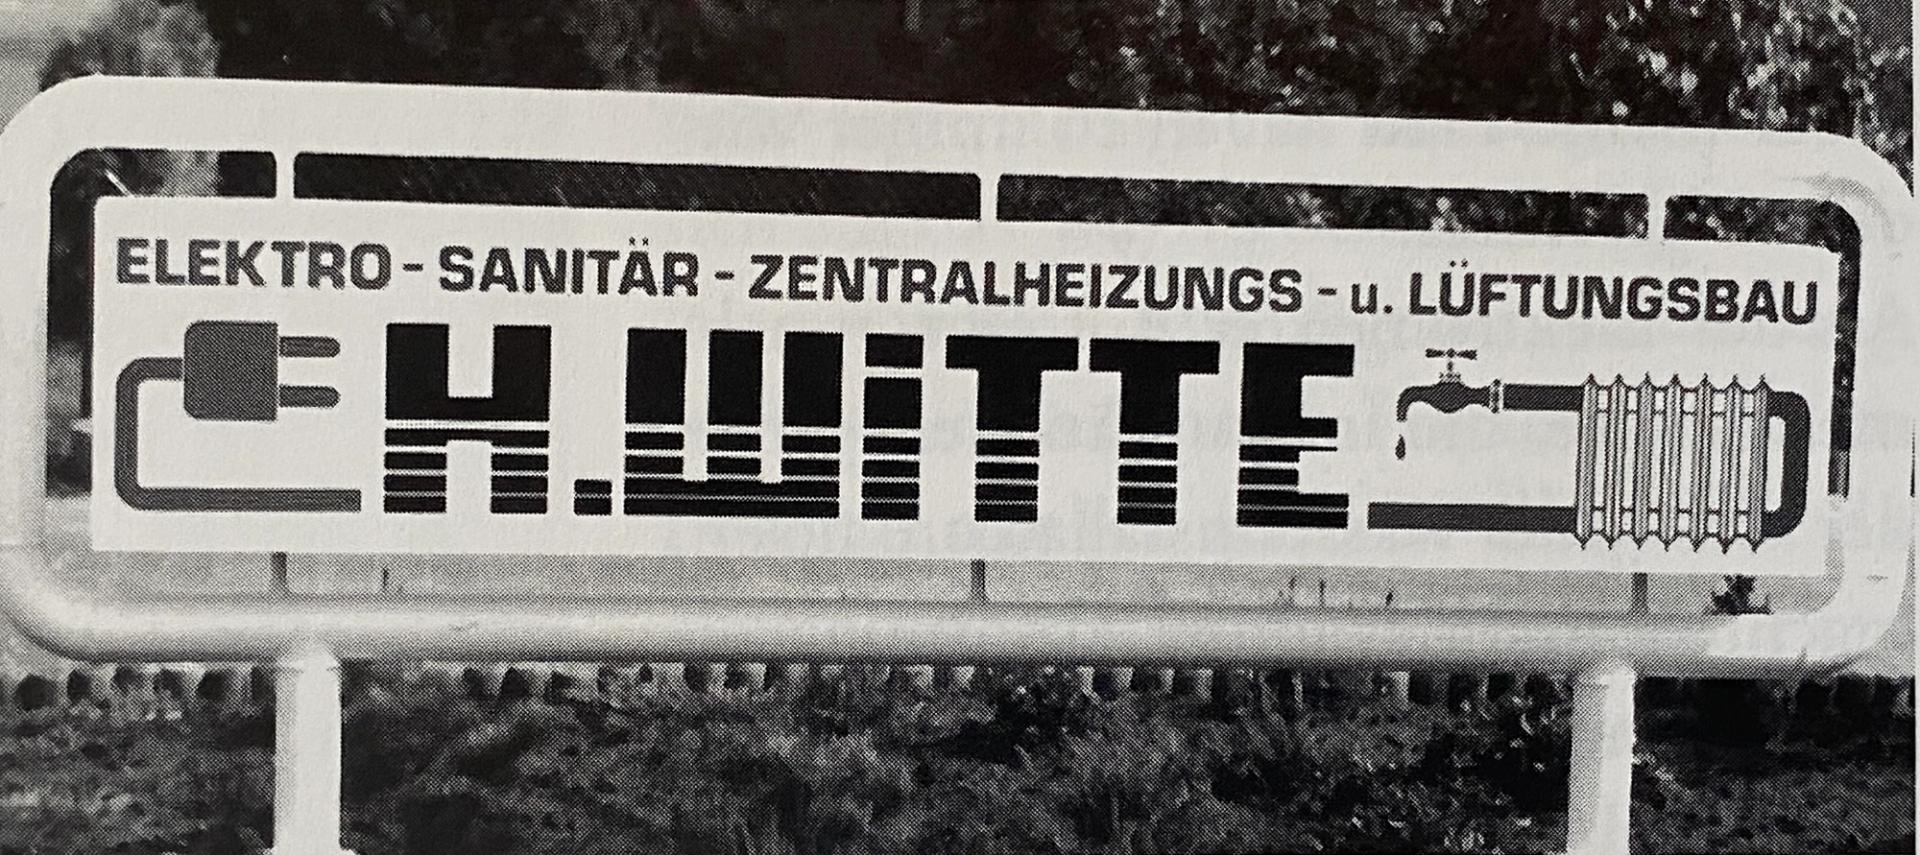 ELEKTRO - SANITÄR - ZENTRALHEIZUNGS - u. LÜFTUNGSBAU
H. WiTTE